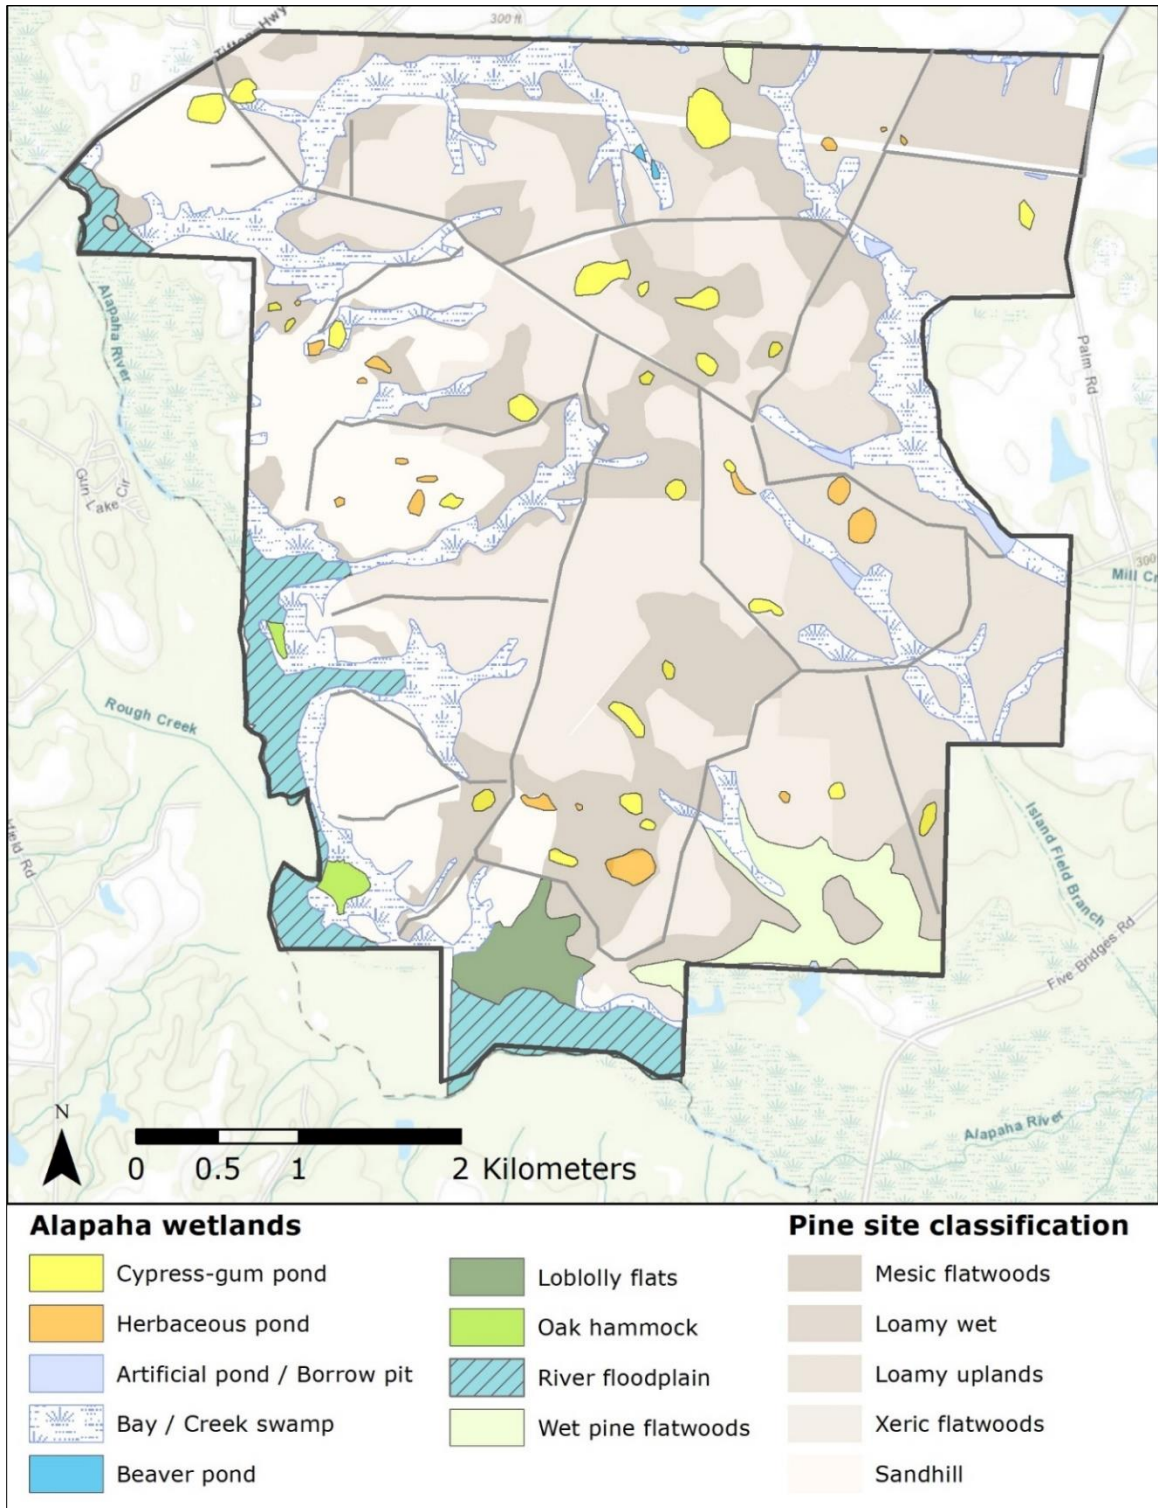 300 ft
Tifton Hwy
Alapaha River
Palm Rd
Gun Lake Cir
300
Mill Cr
Rough Creek
Island Field Branch
Five Bridges Rd
Alapaha River
N
0 0.5 1 2 Kilometers
Alapaha wetlands
Cypress-gum pond
Herbaceous pond
Artificial pond / Borrow pit
Bay / Creek swamp
Beaver pond
Loblolly flats
Oak hammock
River floodplain
Wet pine flatwoods
Pine site classification
Mesic flatwoods
Loamy wet
Loamy uplands
Xeric flatwoods
Sandhill